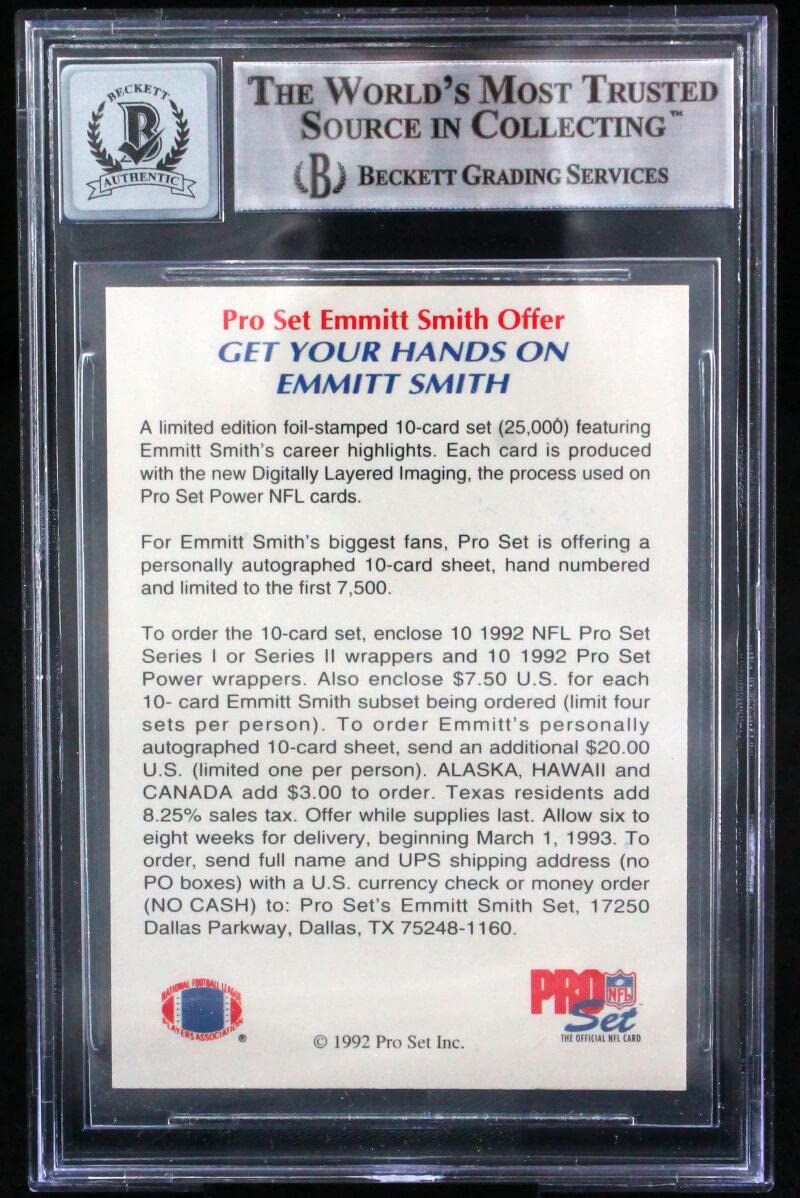 BECKETT
B
AUTHENTIC
THE WORLD'S MOST TRUSTED
SOURCE IN COLLECTING™
B BECKETT GRADING SERVICES
Pro Set Emmitt Smith Offer
GET YOUR HANDS ON
EMMITT SMITH
A limited edition foil-stamped 10-card set (25,000) featuring
Emmitt Smith's career highlights. Each card is produced
with the new Digitally Layered Imaging, the process used on
Pro Set Power NFL cards.
For Emmitt Smith's biggest fans, Pro Set is offering a
personally autographed 10-card sheet, hand numbered
and limited to the first 7,500.
To order the 10-card set, enclose 10 1992 NFL Pro Set
Series I or Series II wrappers and 10 1992 Pro Set
Power wrappers. Also enclose $7.50 U.S. for each
10- card Emmitt Smith subset being ordered (limit four
sets per person). To order Emmitt's personally
autographed 10-card sheet, send an additional $20.00
U.S. (limited one per person). ALASKA, HAWAII and
CANADA add $3.00 to order. Texas residents add
8.25% sales tax. Offer while supplies last. Allow six to
eight weeks for delivery, beginning March 1, 1993. To
order, send full name and UPS shipping address (no
PO boxes) with a U.S. currency check or money order
(NO CASH) to: Pro Set's Emmitt Smith Set, 17250
Dallas Parkway, Dallas, TX 75248-1160.
NATIONAL FOOTBALL LEAGUE
PLAYERS ASSOCIATION ®
© 1992 Pro Set Inc.
PRO NFL
Set
THE OFFICIAL NFL CARD